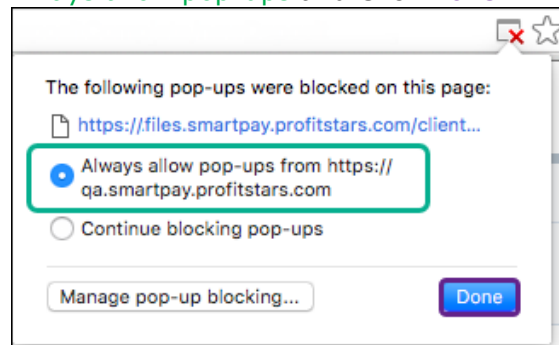 The following pop-ups were blocked on this page:
https://files.smartpay.profitstars.com/client...
Always allow pop-ups from https://
qa.smartpay.profitstars.com
Continue blocking pop-ups
Manage pop-up blocking...
Done